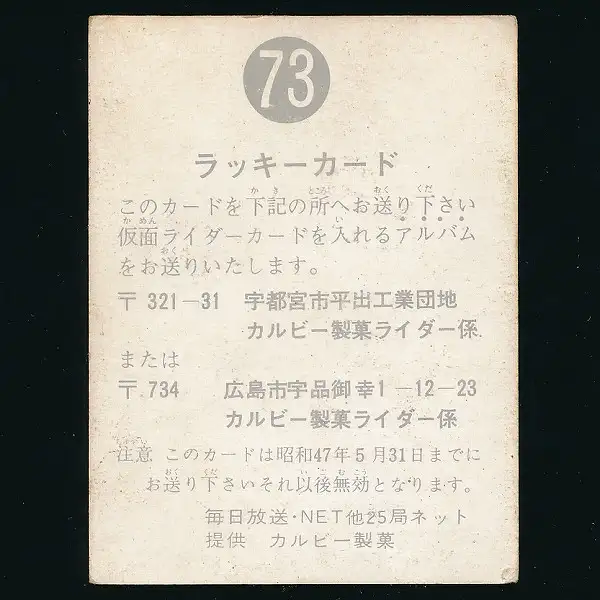 73
ラッキーカード
このカードを下記の所へお送り下さい
仮面ライダーカードを入れるアルバム
をお送りいたします。
〒 321-31 宇都宮市平出工業団地
カルビー製菓ライダー係
または
〒 734 広島市宇品御幸1-12-23
カルビー製菓ライダー係
注意 このカードは昭和47年5月31日までに
お送り下さいそれ以後無効となります。
毎日放送・NET他25局ネット
提供 カルビー製菓